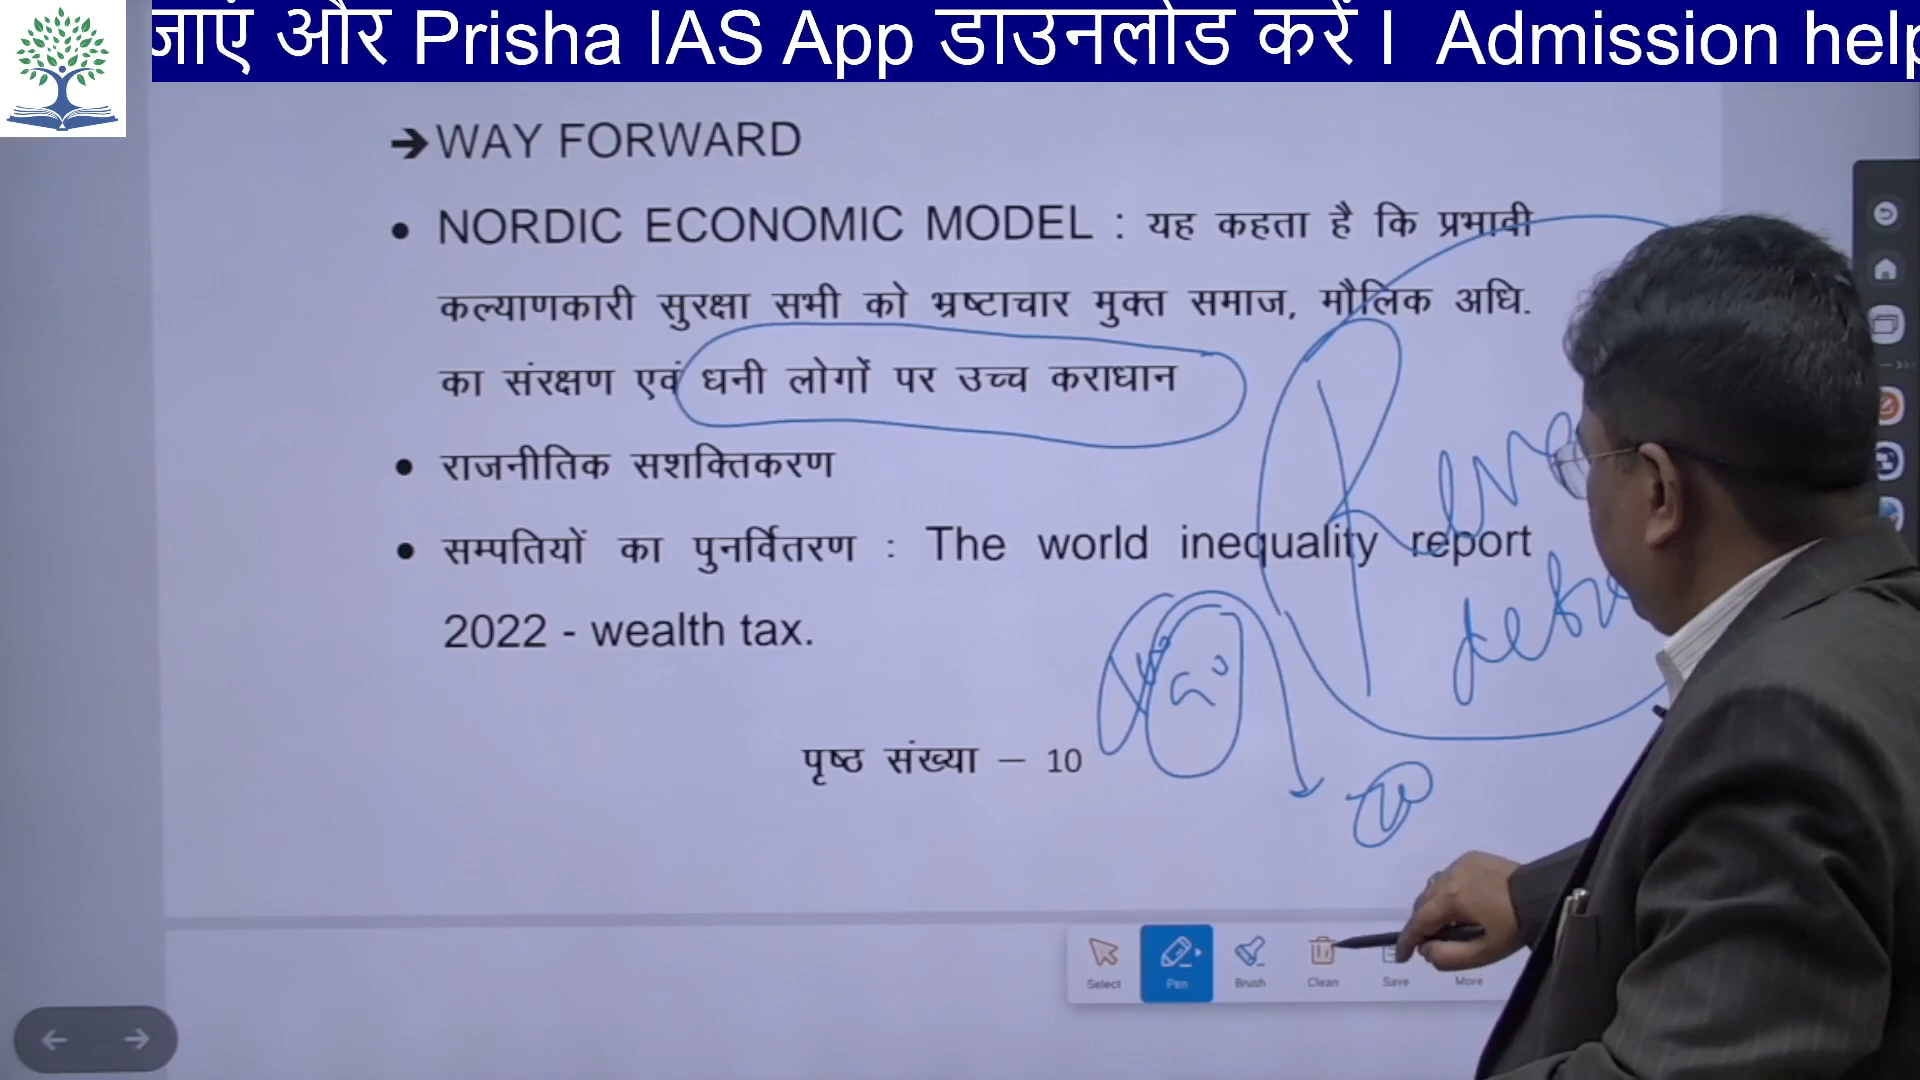 जाएं और Prisha IAS App डाउनलोड करें। Admission help
➔ WAY FORWARD
• NORDIC ECONOMIC MODEL : यह कहता है कि प्रभावी
कल्याणकारी सुरक्षा सभी को भ्रष्टाचार मुक्त समाज, मौलिक अधि.
का संरक्षण एवं धनी लोगों पर उच्च कराधान
• राजनीतिक सशक्तिकरण
• सम्पतियों का पुनर्वितरण : The world inequality report
2022 - wealth tax.
पृष्ठ संख्या – 10
Select Pen Brush Clean Save More